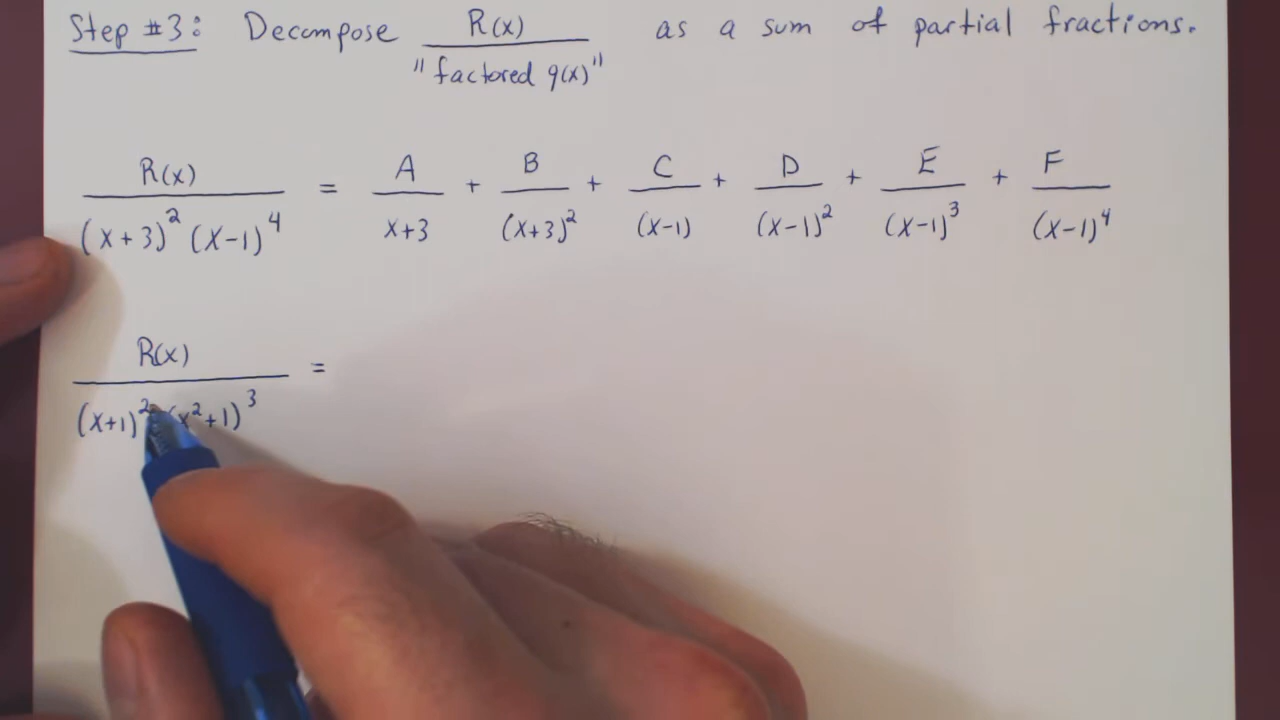 Step #3: Decompose R(x) / "factored q(x)" as a sum of partial fractions.
R(x) / (x+3)² (x-1)⁴ = A / x+3 + B / (x+3)² + C / (x-1) + D / (x-1)² + E / (x-1)³ + F / (x-1)⁴
R(x) / (x+1)² (x²+1)³ =